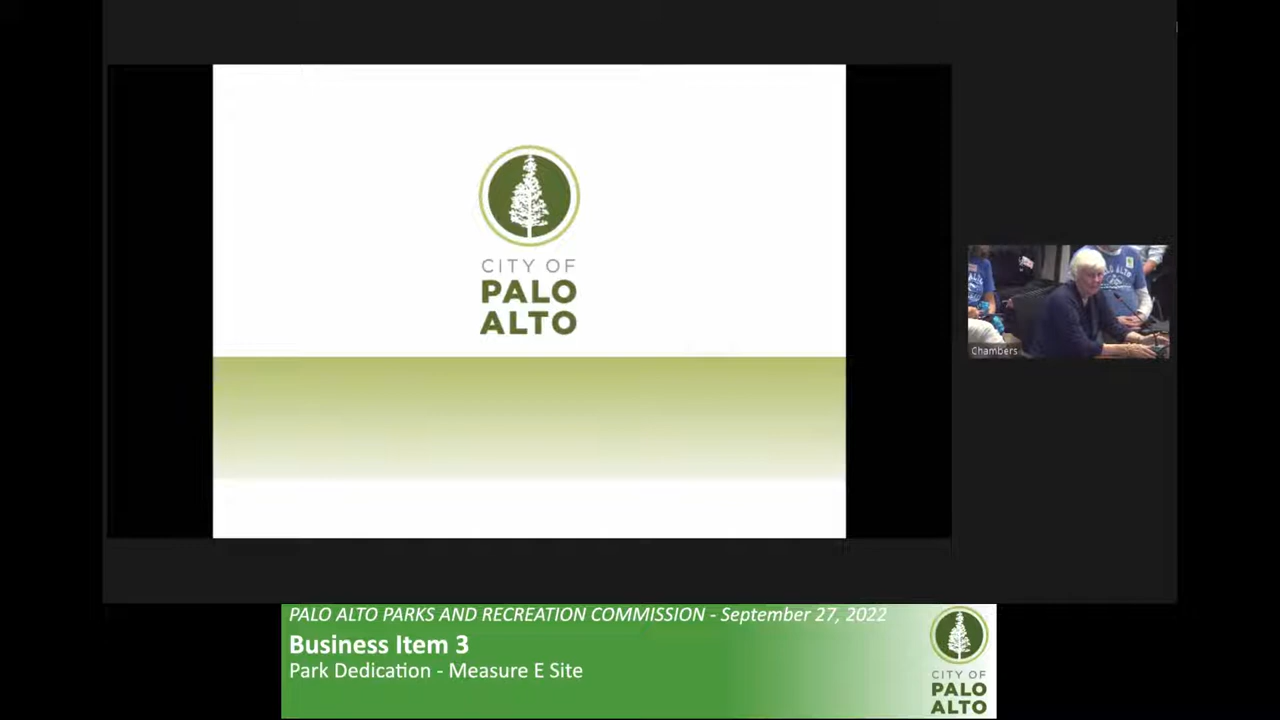 CITY OF
PALO
ALTO
Chambers
PALO ALTO PARKS AND RECREATION COMMISSION - September 27, 2022
Business Item 3
Park Dedication - Measure E Site
CITY OF
PALO
ALTO